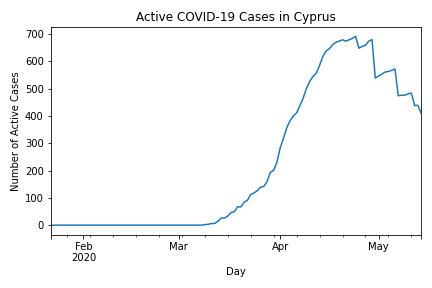 Active COVID-19 Cases in Cyprus
700
600
500
400
300
200
100
0
Number of Active Cases
Feb
2020
Mar
Apr
May
Day